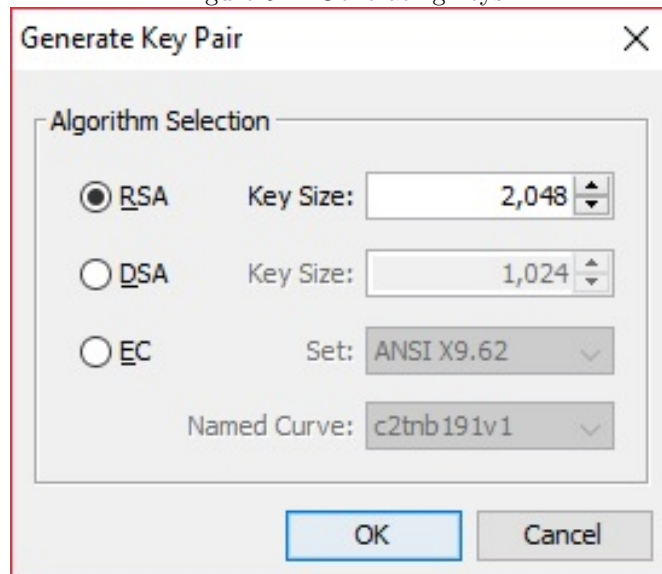 Generate Key Pair
Algorithm Selection
RSA Key Size: 2,048
DSA Key Size: 1,024
EC Set: ANSI X9.62
Named Curve: c2tnb191v1
OK Cancel